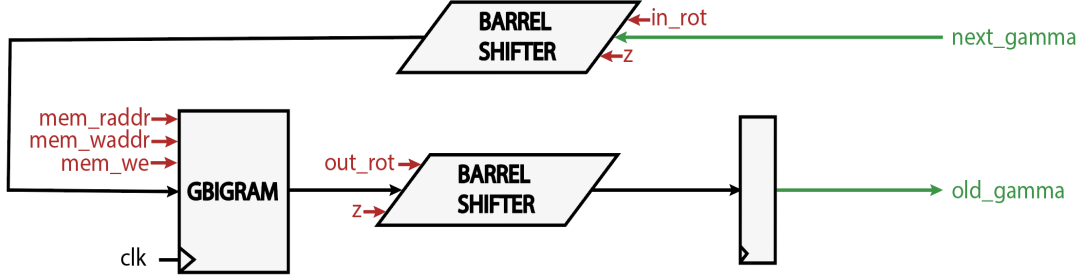 BARREL
SHIFTER
in_rot
next_gamma
z
mem_raddr
mem_waddr
mem_we
GBIGRAM
clk
out_rot
z
BARREL
SHIFTER
old_gamma